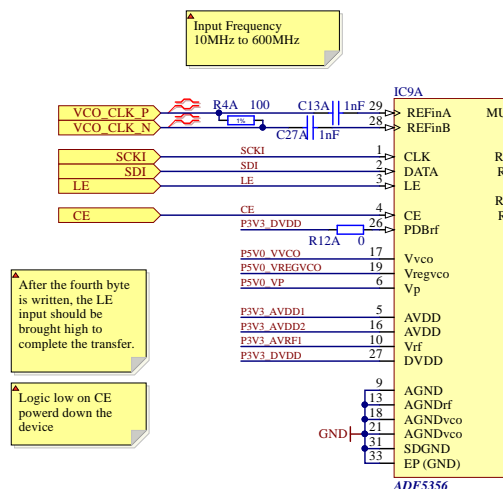 Input Frequency
10MHz to 600MHz
IC9A
VCO_CLK_P
R4A 100
C13A 1nF
29
REFinA
MU
1%
VCO_CLK_N
C27A 1nF
28
REFinB
SCKI
SCKI
1
CLK
R
SDI
SDI
2
DATA
R
LE
LE
3
LE
R
CE
CE
4
CE
R
P3V3_DVDD
26
PDBrf
R12A 0
P5V0_VVCO
17
Vvco
P5V0_VREGVCO
19
Vregvco
P5V0_VP
6
Vp
After the fourth byte
is written, the LE
input should be
brought high to
complete the transfer.
P3V3_AVDD1
5
AVDD
P3V3_AVDD2
16
AVDD
P3V3_AVRF1
10
Vrf
P3V3_DVDD
27
DVDD
Logic low on CE
powerd down the
device
9
AGND
13
AGNDrf
18
AGNDvco
GND
21
AGNDvco
31
SDGND
33
EP (GND)
ADF5356